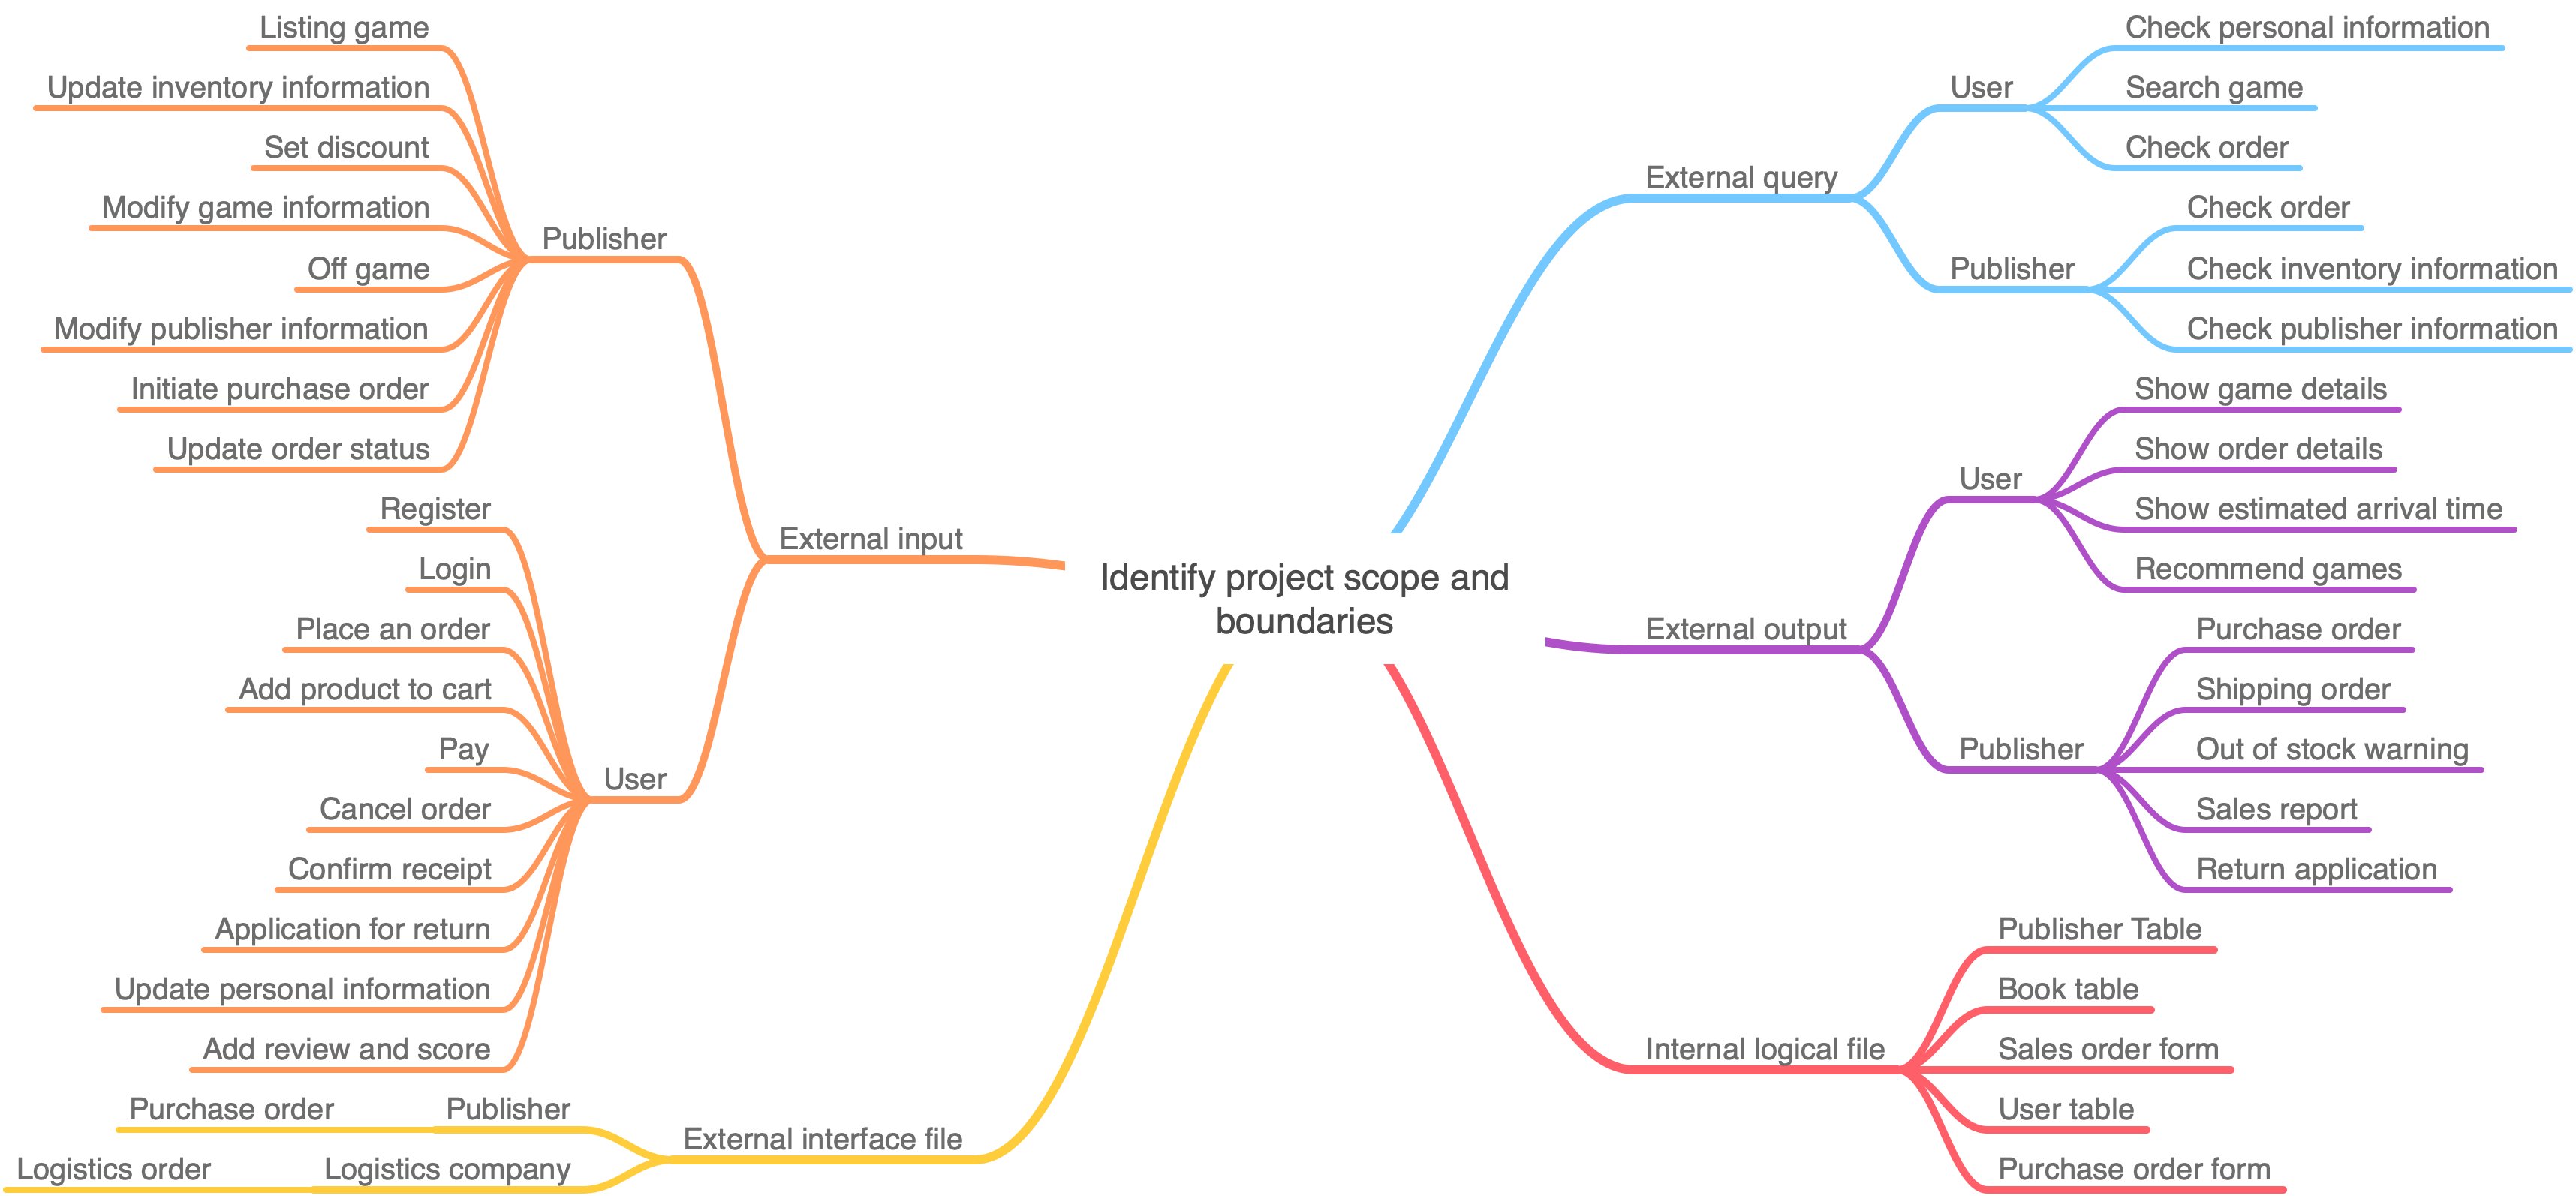 Identify project scope and
boundaries
External input
Publisher
Listing game
Update inventory information
Set discount
Modify game information
Off game
Modify publisher information
Initiate purchase order
Update order status
User
Register
Login
Place an order
Add product to cart
Pay
Cancel order
Confirm receipt
Application for return
Update personal information
Add review and score
External interface file
Publisher
Purchase order
Logistics company
Logistics order
External query
User
Check personal information
Search game
Check order
Publisher
Check order
Check inventory information
Check publisher information
External output
User
Show game details
Show order details
Show estimated arrival time
Recommend games
Publisher
Purchase order
Shipping order
Out of stock warning
Sales report
Return application
Internal logical file
Publisher Table
Book table
Sales order form
User table
Purchase order form